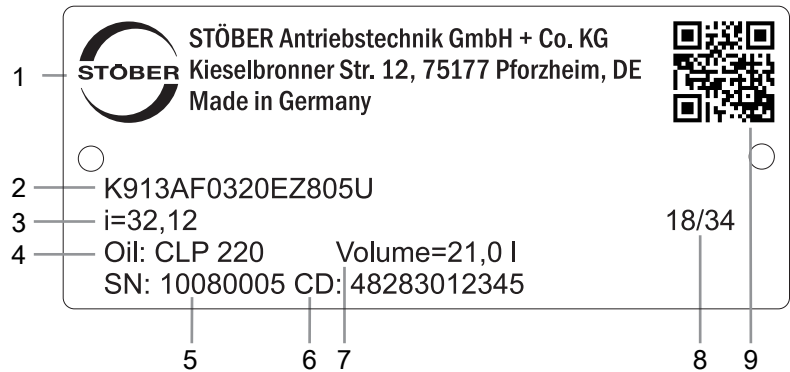 STÖBER Antriebstechnik GmbH + Co. KG
1 STÖBER Kieselbronner Str. 12, 75177 Pforzheim, DE
Made in Germany
2 K913AF0320EZ805U
3 i=32,12 18/34
4 Oil: CLP 220 Volume=21,0 l
SN: 10080005 CD: 48283012345
5 6 7 8 9